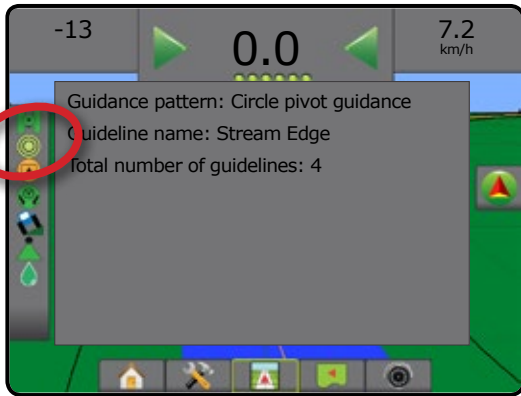 -13
0.0
7.2
km/h
Guidance pattern: Circle pivot guidance
Guideline name: Stream Edge
Total number of guidelines: 4